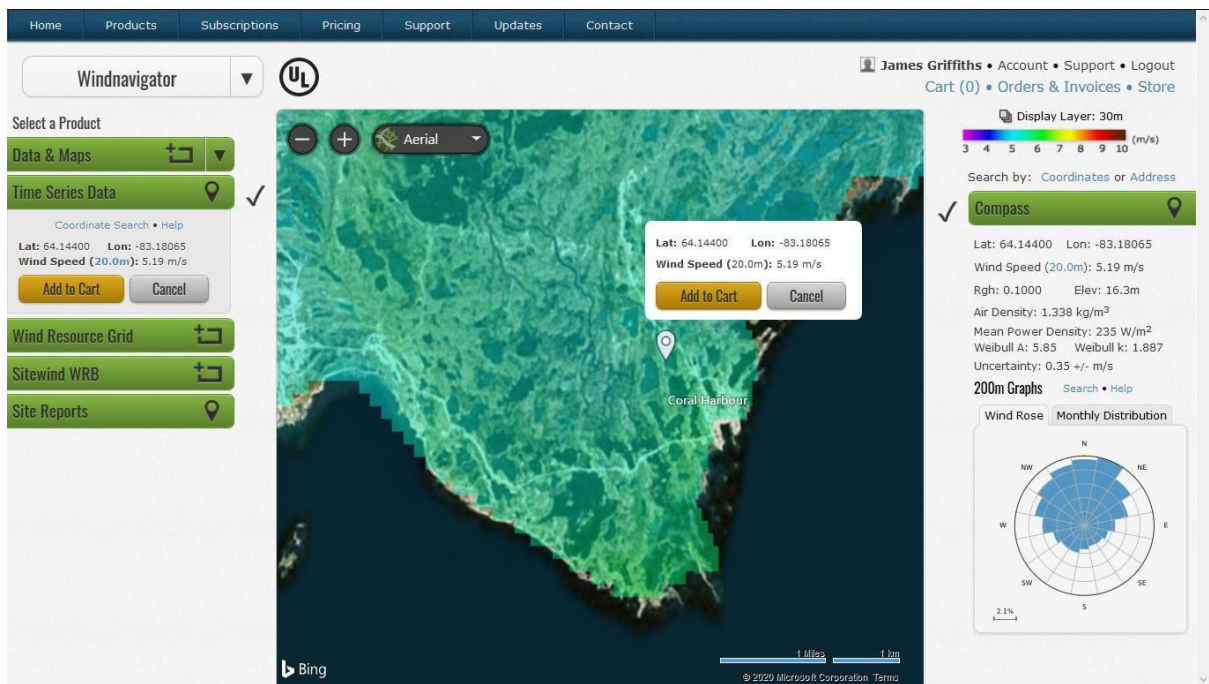 Home Products Subscriptions Pricing Support Updates Contact
Windnavigator
UL
James Griffiths • Account • Support • Logout
Cart (0) • Orders & Invoices • Store
Select a Product
Data & Maps
Time Series Data
Coordinate Search • Help
Lat: 64.14400 Lon: -83.18065
Wind Speed (20.0m): 5.19 m/s
Add to Cart Cancel
Wind Resource Grid
Sitewind WRB
Site Reports
Aerial
Lat: 64.14400 Lon: -83.18065
Wind Speed (20.0m): 5.19 m/s
Add to Cart Cancel
Coral Harbour
Bing
1 Miles 1 km
© 2020 Microsoft Corporation Terms
Display Layer: 30m
3 4 5 6 7 8 9 10 (m/s)
Search by: Coordinates or Address
Compass
Lat: 64.14400 Lon: -83.18065
Wind Speed (20.0m): 5.19 m/s
Rgh: 0.1000 Elev: 16.3m
Air Density: 1.338 kg/m³
Mean Power Density: 235 W/m²
Weibull A: 5.85 Weibull k: 1.887
Uncertainty: 0.35 +/- m/s
200m Graphs Search • Help
Wind Rose Monthly Distribution
N
NW NE
W E
SW SE
S
2.1%